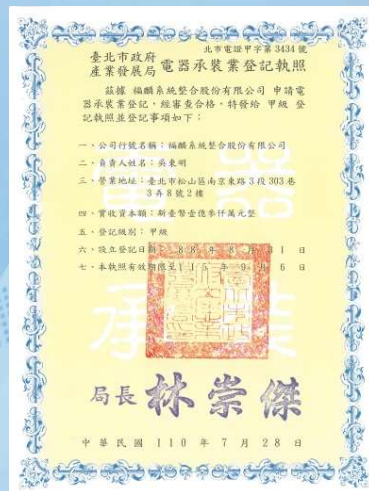 北市電證甲字第3434號
臺北市政府
產業發展局 電器承裝業登記執照
茲據 福麟系統整合股份有限公司 申請電
器承裝業登記,經審查合格,特發給 甲級 登
記執照並登記事項如下:
一、公司行號名稱:福麟系統整合股份有限公司
二、負責人姓名:吳東明
三、營業地址:臺北市松山區南京東路3段303巷
3弄8號2樓
四、實收資本額:新臺幣壹億參仟萬元整
五、登記級別:甲級
六、設立登記日期:88年8月31日
七、本執照有效期限至115年9月6日
電器
承裝
局長 林崇傑
中華民國 110 年 7 月 28 日